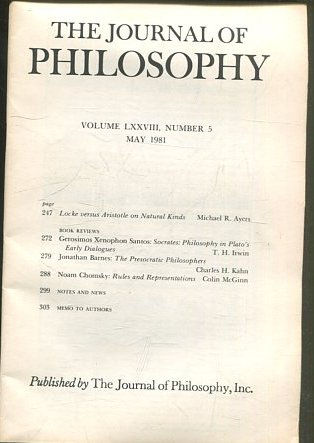 THE JOURNAL OF
PHILOSOPHY
VOLUME LXXVIII, NUMBER 5
MAY 1981
page
247 Locke versus Aristotle on Natural Kinds Michael R. Ayers
BOOK REVIEWS
272 Gerosimos Xenophon Santos: Socrates: Philosophy in Plato's
Early Dialogues T. H. Irwin
279 Jonathan Barnes: The Presocratic Philosophers
Charles H. Kahn
288 Noam Chomsky: Rules and Representations Colin McGinn
299 NOTES AND NEWS
303 MEMO TO AUTHORS
Published by The Journal of Philosophy, Inc.